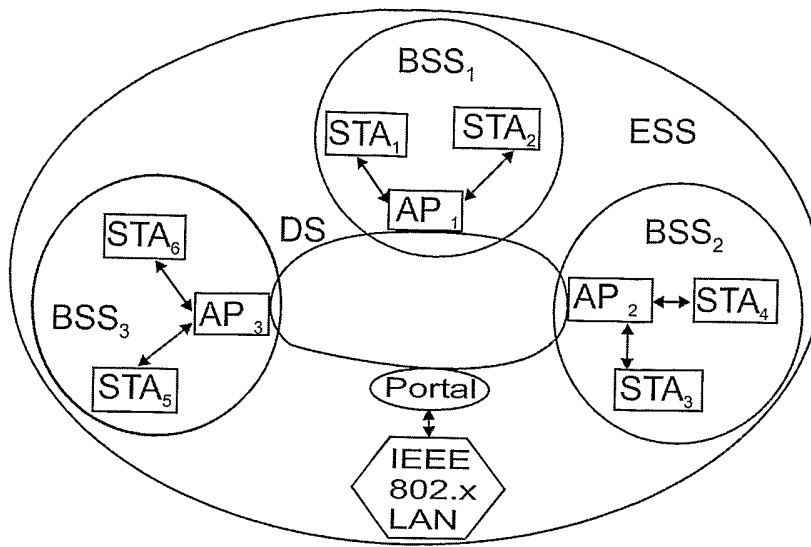 BSS₁
STA₁
STA₂
ESS
AP₁
STA₆
DS
BSS₂
BSS₃
AP₃
AP₂
STA₄
STA₅
Portal
STA₃
IEEE
802.x
LAN